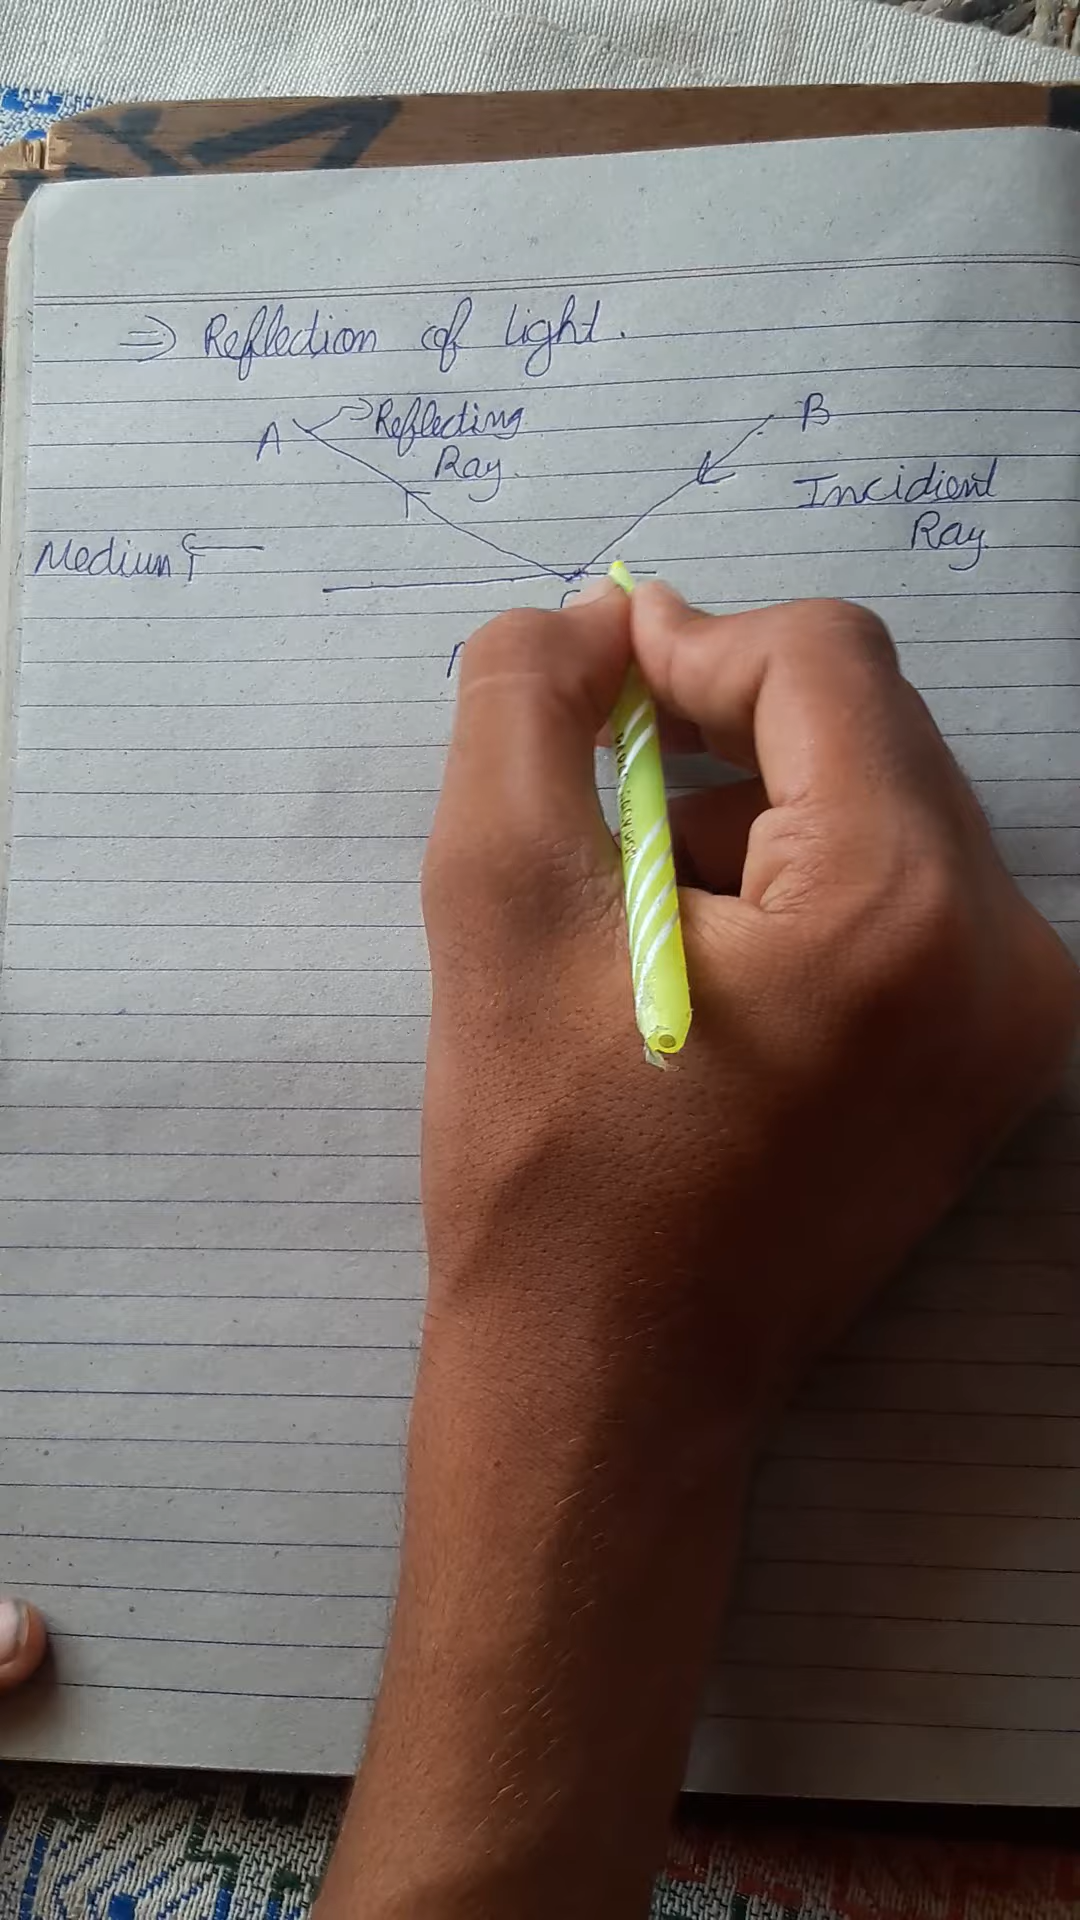 ⇒ Reflection of light.
A
Reflecting
Ray.
B
Incidient
Ray.
Medium